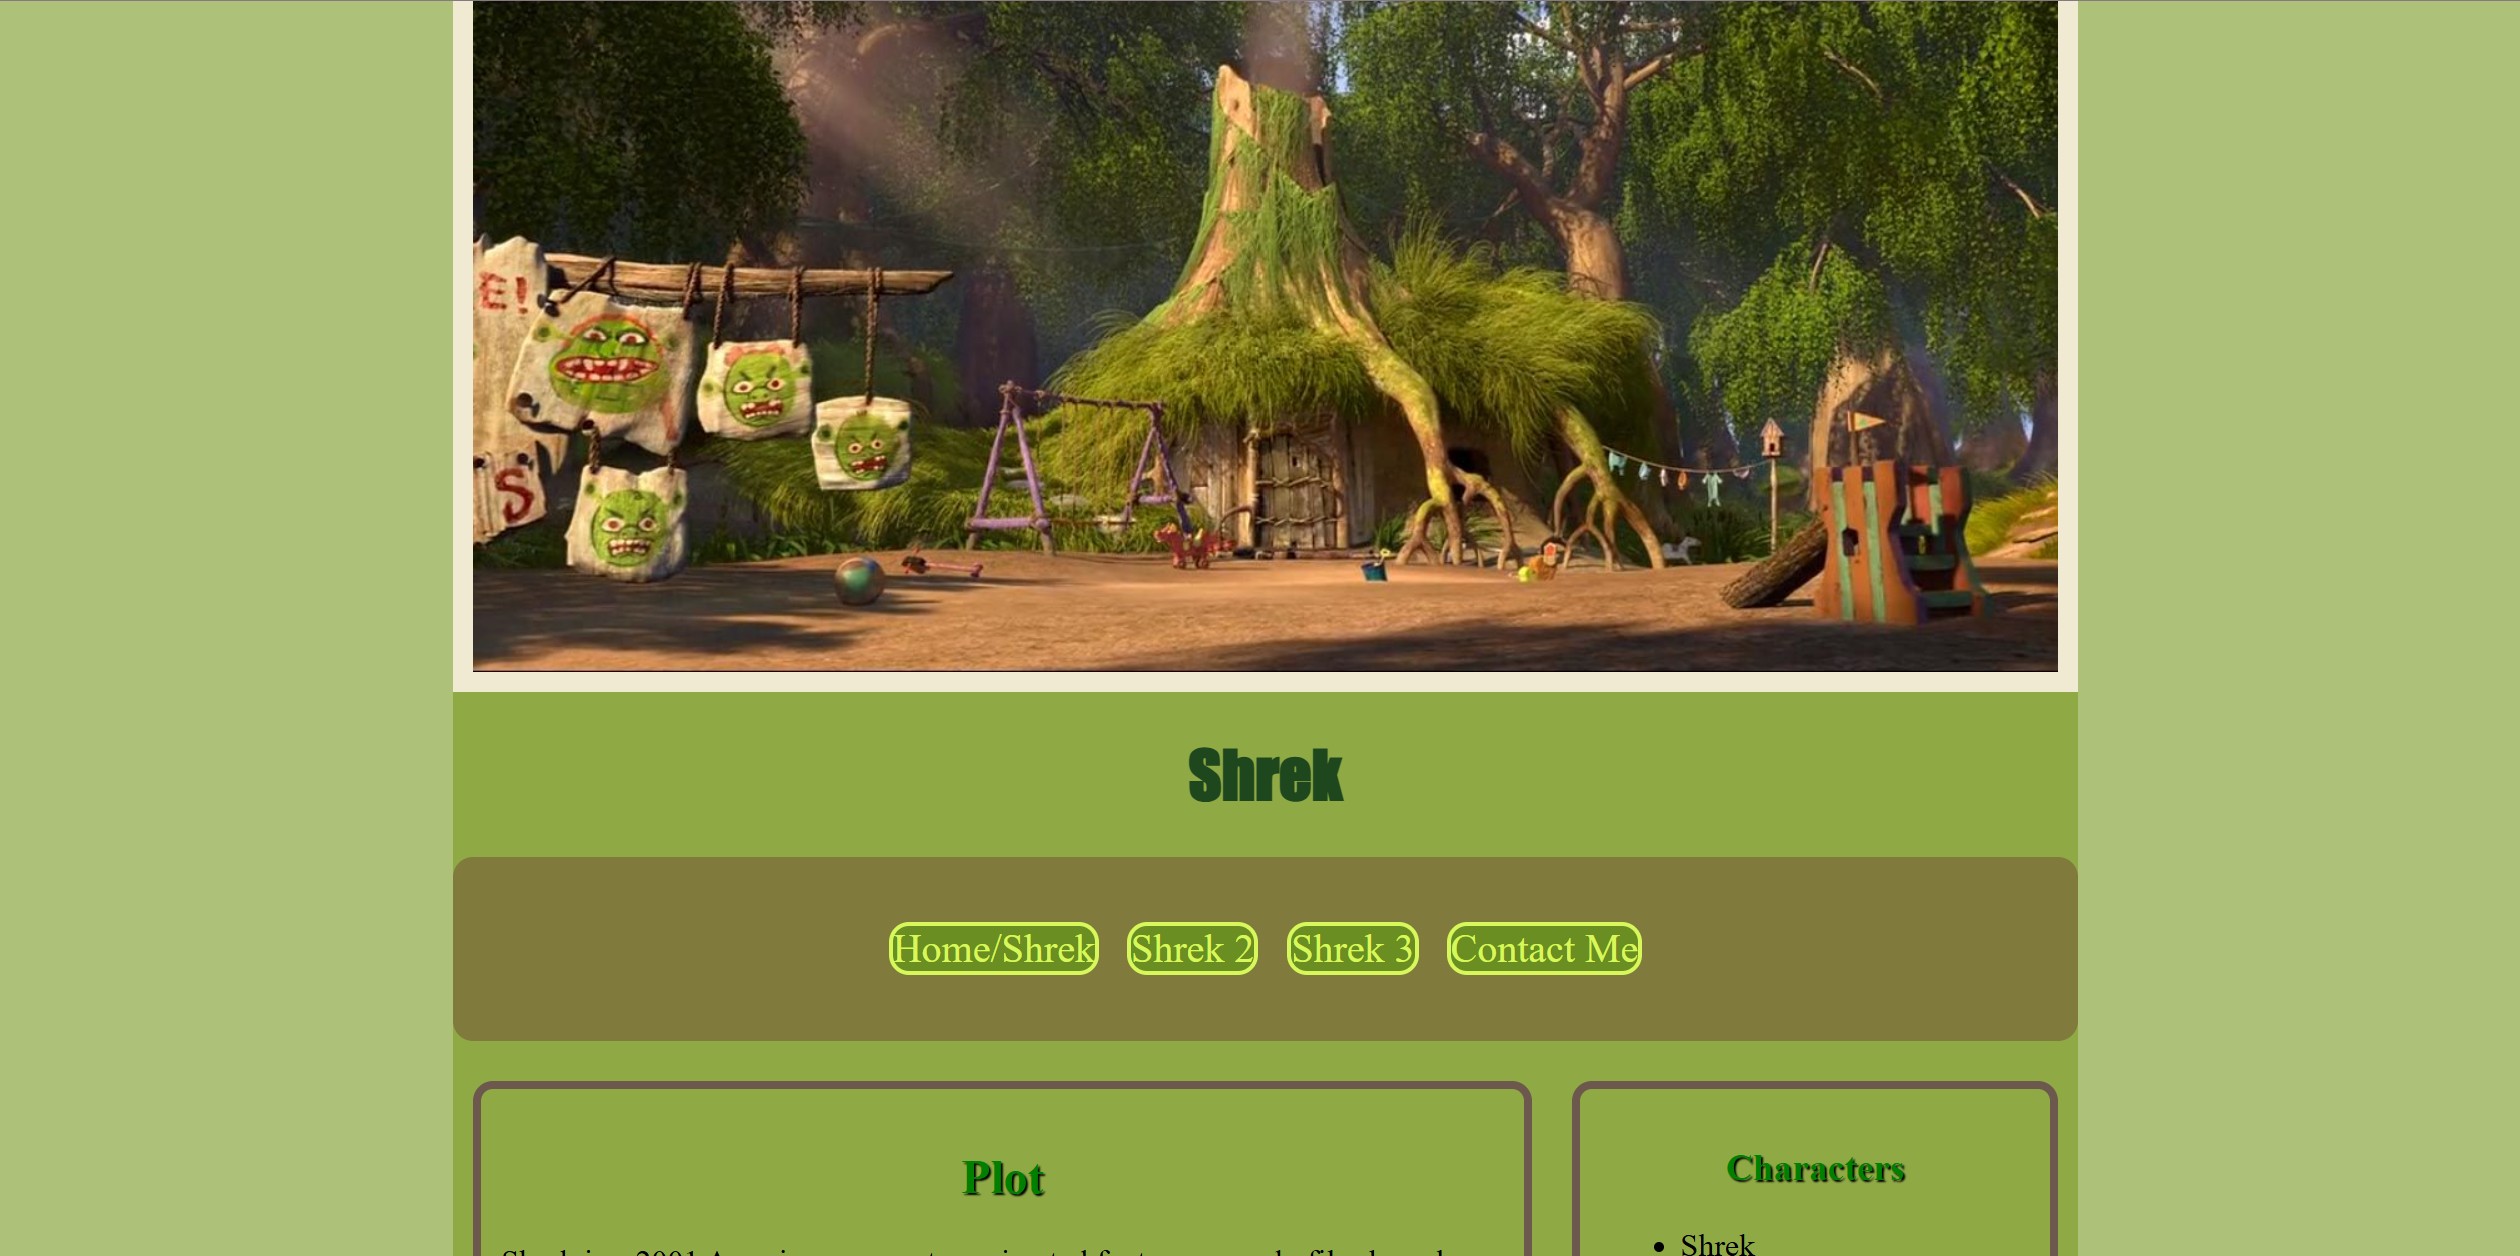 E!
S
Shrek
Home/Shrek Shrek 2 Shrek 3 Contact Me
Plot
Characters
• Shrek